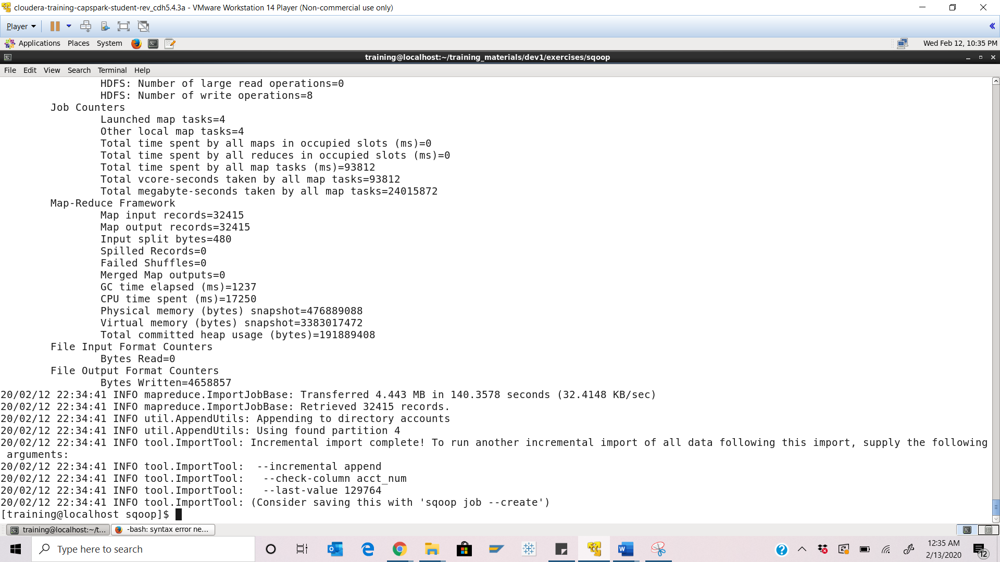 cloudera-training-capspark-student-rev_cdh5.4.3a - VMware Workstation 14 Player (Non-commercial use only)
Player
Applications Places System Wed Feb 12, 10:35 PM
training@localhost:~/training_materials/dev1/exercises/sqoop
File Edit View Search Terminal Help
HDFS: Number of large read operations=0
HDFS: Number of write operations=8
Job Counters
Launched map tasks=4
Other local map tasks=4
Total time spent by all maps in occupied slots (ms)=0
Total time spent by all reduces in occupied slots (ms)=0
Total time spent by all map tasks (ms)=93812
Total vcore-seconds taken by all map tasks=93812
Total megabyte-seconds taken by all map tasks=24015872
Map-Reduce Framework
Map input records=32415
Map output records=32415
Input split bytes=480
Spilled Records=0
Failed Shuffles=0
Merged Map outputs=0
GC time elapsed (ms)=1237
CPU time spent (ms)=17250
Physical memory (bytes) snapshot=476889088
Virtual memory (bytes) snapshot=3383017472
Total committed heap usage (bytes)=191889408
File Input Format Counters
Bytes Read=0
File Output Format Counters
Bytes Written=4658857
20/02/12 22:34:41 INFO mapreduce.ImportJobBase: Transferred 4.443 MB in 140.3578 seconds (32.4148 KB/sec)
20/02/12 22:34:41 INFO mapreduce.ImportJobBase: Retrieved 32415 records.
20/02/12 22:34:41 INFO util.AppendUtils: Appending to directory accounts
20/02/12 22:34:41 INFO util.AppendUtils: Using found partition 4
20/02/12 22:34:41 INFO tool.ImportTool: Incremental import complete! To run another incremental import of all data following this import, supply the following
arguments:
20/02/12 22:34:41 INFO tool.ImportTool:  --incremental append
20/02/12 22:34:41 INFO tool.ImportTool:   --check-column acct_num
20/02/12 22:34:41 INFO tool.ImportTool:   --last-value 129764
20/02/12 22:34:41 INFO tool.ImportTool: (Consider saving this with 'sqoop job --create')
[training@localhost sqoop]$
training@localhost:~/t... -bash: syntax error ne...
Type here to search
12:35 AM
2/13/2020
12